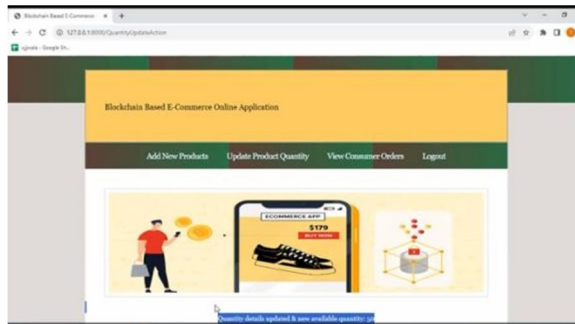 Blockchain Based E-Commerce
127.0.0.1:8000/QuantityUpdateAction
Blockchain Based E-Commerce Online Application
Add New Products Update Product Quantity View Consumer Orders Logout
ECOMMERCE APP
$179
BUY NOW
Quantity details updated & new available quantity: